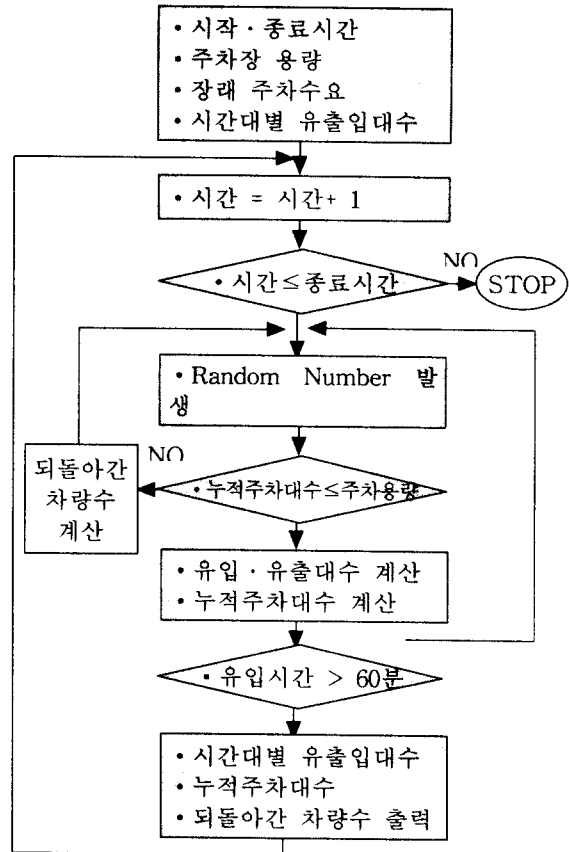 • 시작 · 종료시간
• 주차장 용량
• 장래 주차수요
• 시간대별 유출입대수
• 시간 = 시간+ 1
• 시간≤종료시간
NO
STOP
• Random Number 발
생
NO
되돌아간
차량수
계산
• 누적주차대수≤주차용량
• 유입 · 유출대수 계산
• 누적주차대수 계산
• 유입시간 > 60분
• 시간대별 유출입대수
• 누적주차대수
• 되돌아간 차량수 출력